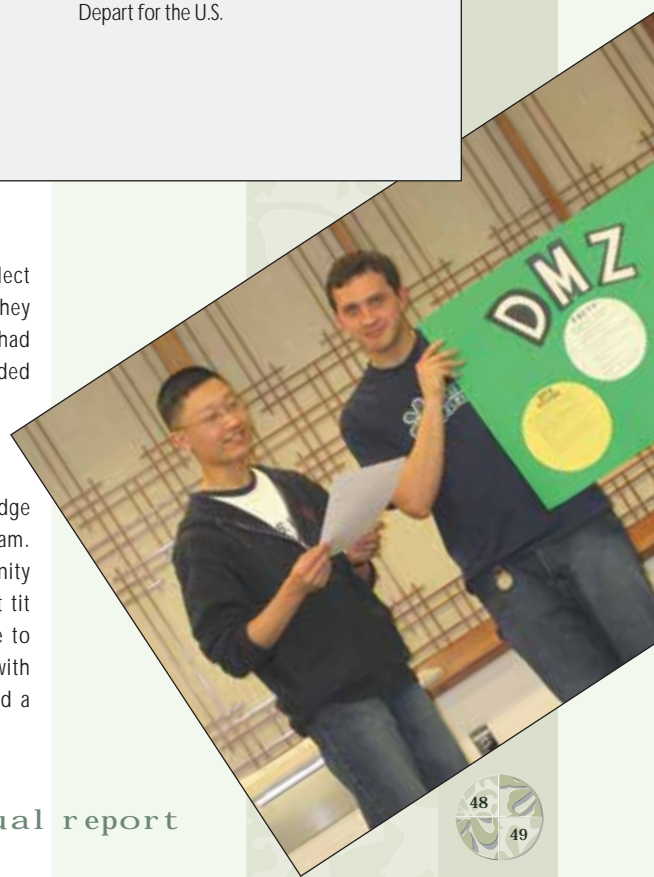 Depart for the U.S.
lect
hey
had
ded
dge
am.
nity
t tit
e to
with
d a
DMZ
ual report
48
49